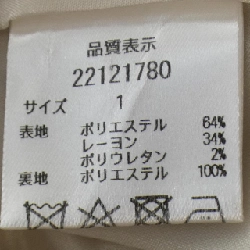 品質表示
22121780
サイズ 1
表地 ポリエステル 64%
レーヨン 34%
ポリウレタン 2%
裏地 ポリエステル 100%